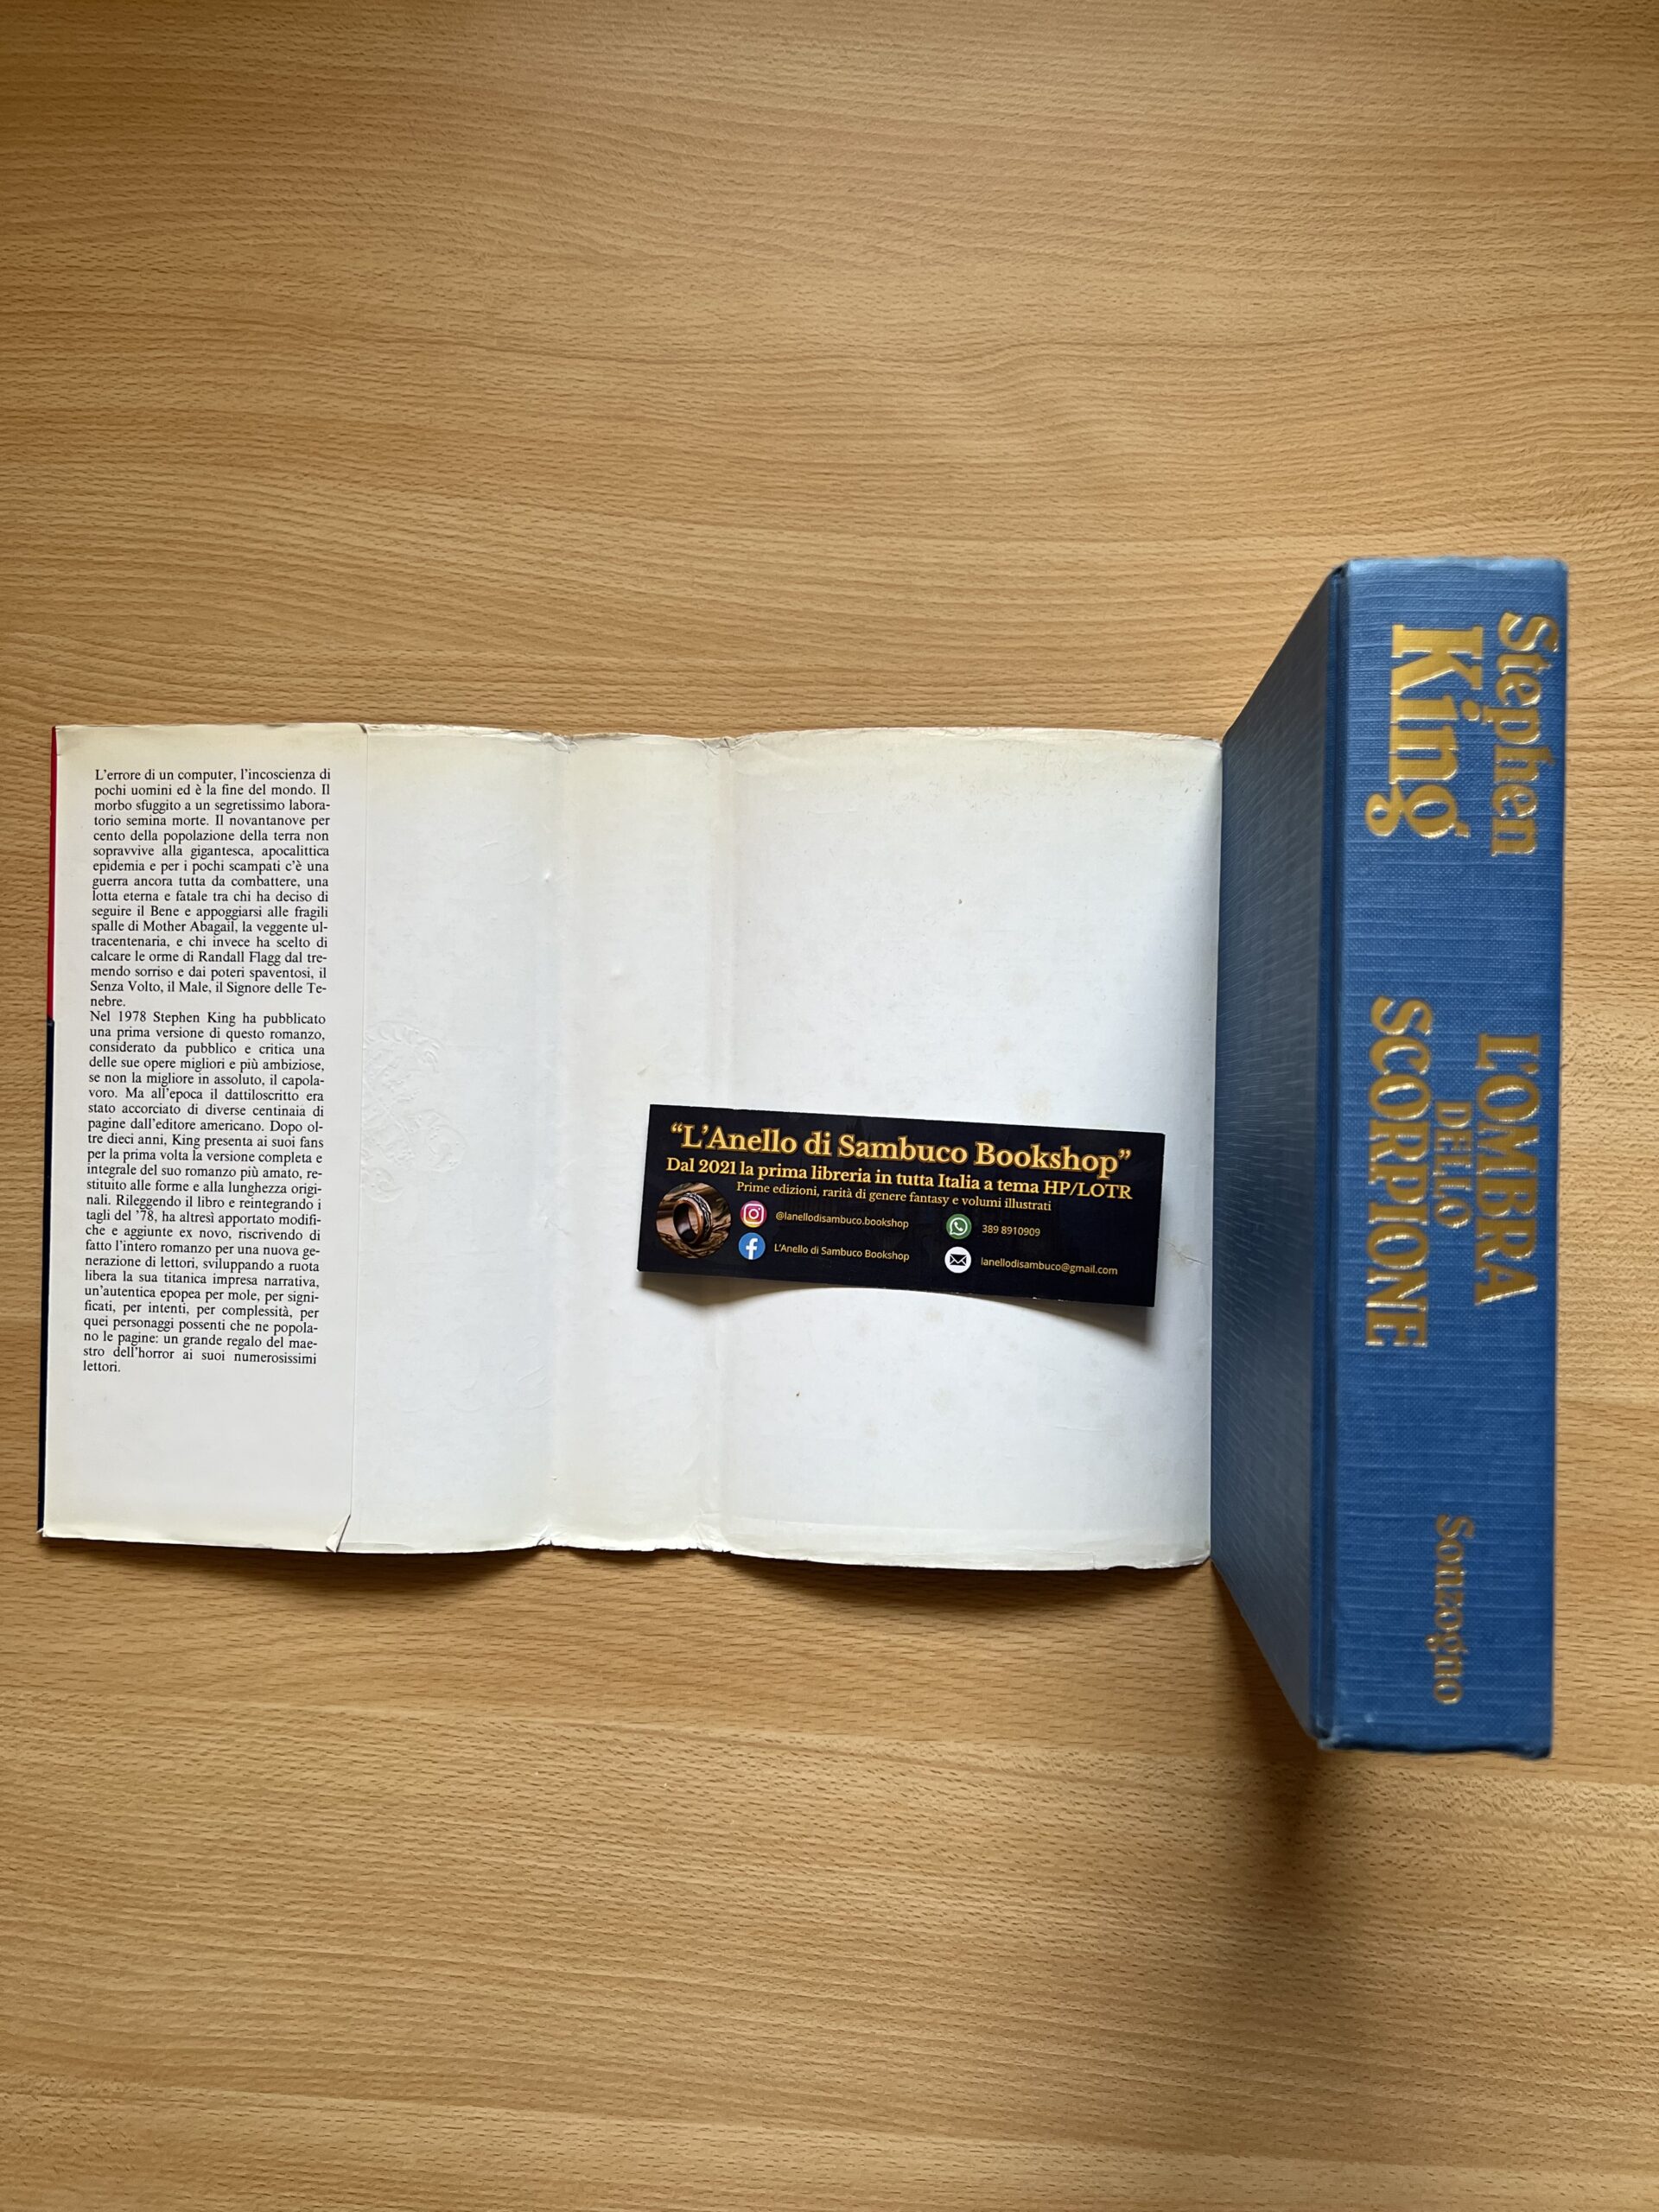 L'errore di un computer, l'incoscienza di
pochi uomini ed è la fine del mondo. Il
morbo sfuggito a un segretissimo labora-
torio semina morte. Il novantanove per
cento della popolazione della terra non
sopravvive alla gigantesca, apocalittica
epidemia e per i pochi scampati c'è una
guerra ancora tutta da combattere, una
lotta eterna e fatale tra chi ha deciso di
seguire il Bene e appoggiarsi alle fragili
spalle di Mother Abagail, la veggente ul-
tracentenaria, e chi invece ha scelto di
calcare le orme di Randall Flagg dal tre-
mendo sorriso e dai poteri spaventosi, il
Senza Volto, il Male, il Signore delle Te-
nebre.
Nel 1978 Stephen King ha pubblicato
una prima versione di questo romanzo,
considerato da pubblico e critica una
delle sue opere migliori e più ambiziose,
se non la migliore in assoluto, il capola-
voro. Ma all'epoca il dattiloscritto era
stato accorciato di diverse centinaia di
pagine dall'editore americano. Dopo ol-
tre dieci anni, King presenta ai suoi fans
per la prima volta la versione completa e
integrale del suo romanzo più amato, re-
stituito alle forme e alla lunghezza origi-
nali. Rileggendo il libro e reintegrando i
tagli del '78, ha altresì apportato modifi-
che e aggiunte ex novo, riscrivendo di
fatto l'intero romanzo per una nuova ge-
nerazione di lettori, sviluppando a ruota
libera la sua titanica impresa narrativa,
un'autentica epopea per mole, per signi-
ficati, per intenti, per complessità, per
quei personaggi possenti che ne popola-
no le pagine: un grande regalo del mae-
stro dell'horror ai suoi numerosissimi
lettori.
“L'Anello di Sambuco Bookshop”
Dal 2021 la prima libreria in tutta Italia a tema HP/LOTR
Prime edizioni, rarità di genere fantasy e volumi illustrati
@lanellodisambuco.bookshop
389 8910909
L'Anello di Sambuco Bookshop
lanellodisambuco@gmail.com
Stephen
King
L'OMBRA
DELLO
SCORPIONE
Sonzogno